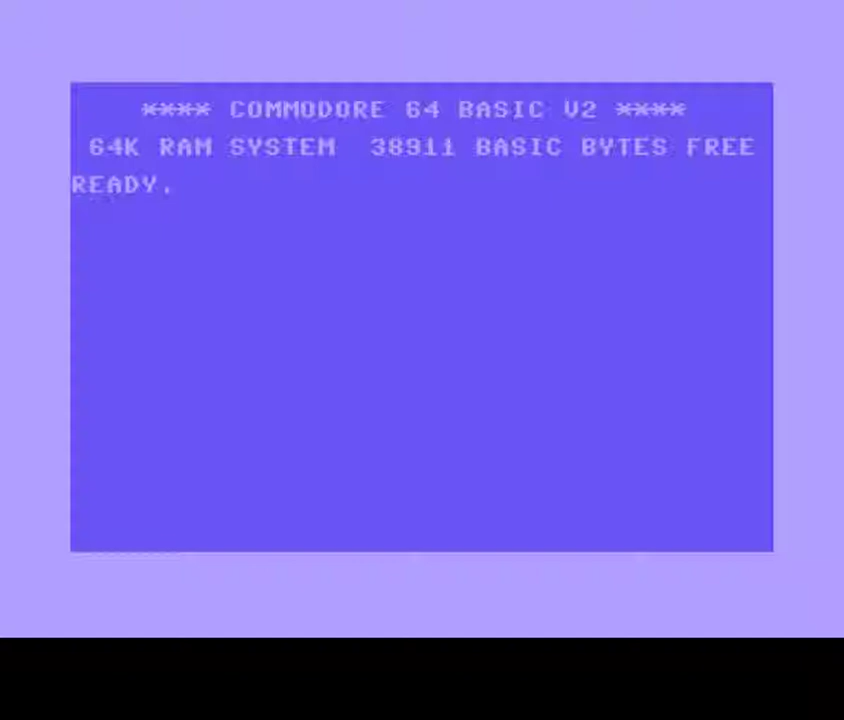 **** COMMODORE 64 BASIC V2 ****
64K RAM SYSTEM  38911 BASIC BYTES FREE
READY.